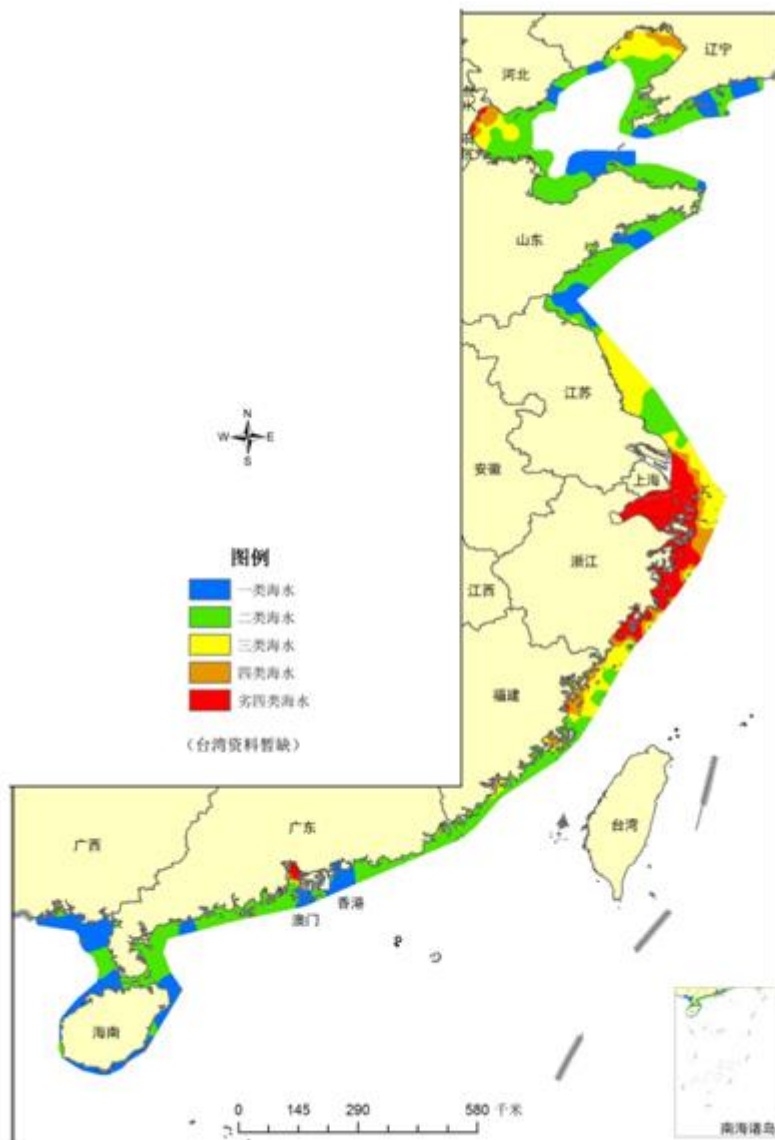 辽宁
河北
山东
江苏
安徽
上海
浙江
江西
福建
台湾
广东
广西
香港
澳门
海南
N
W
E
S
图例
一类海水
二类海水
三类海水
四类海水
劣四类海水
（台湾资料暂缺）
0 145 290 580 千米
南海诸岛